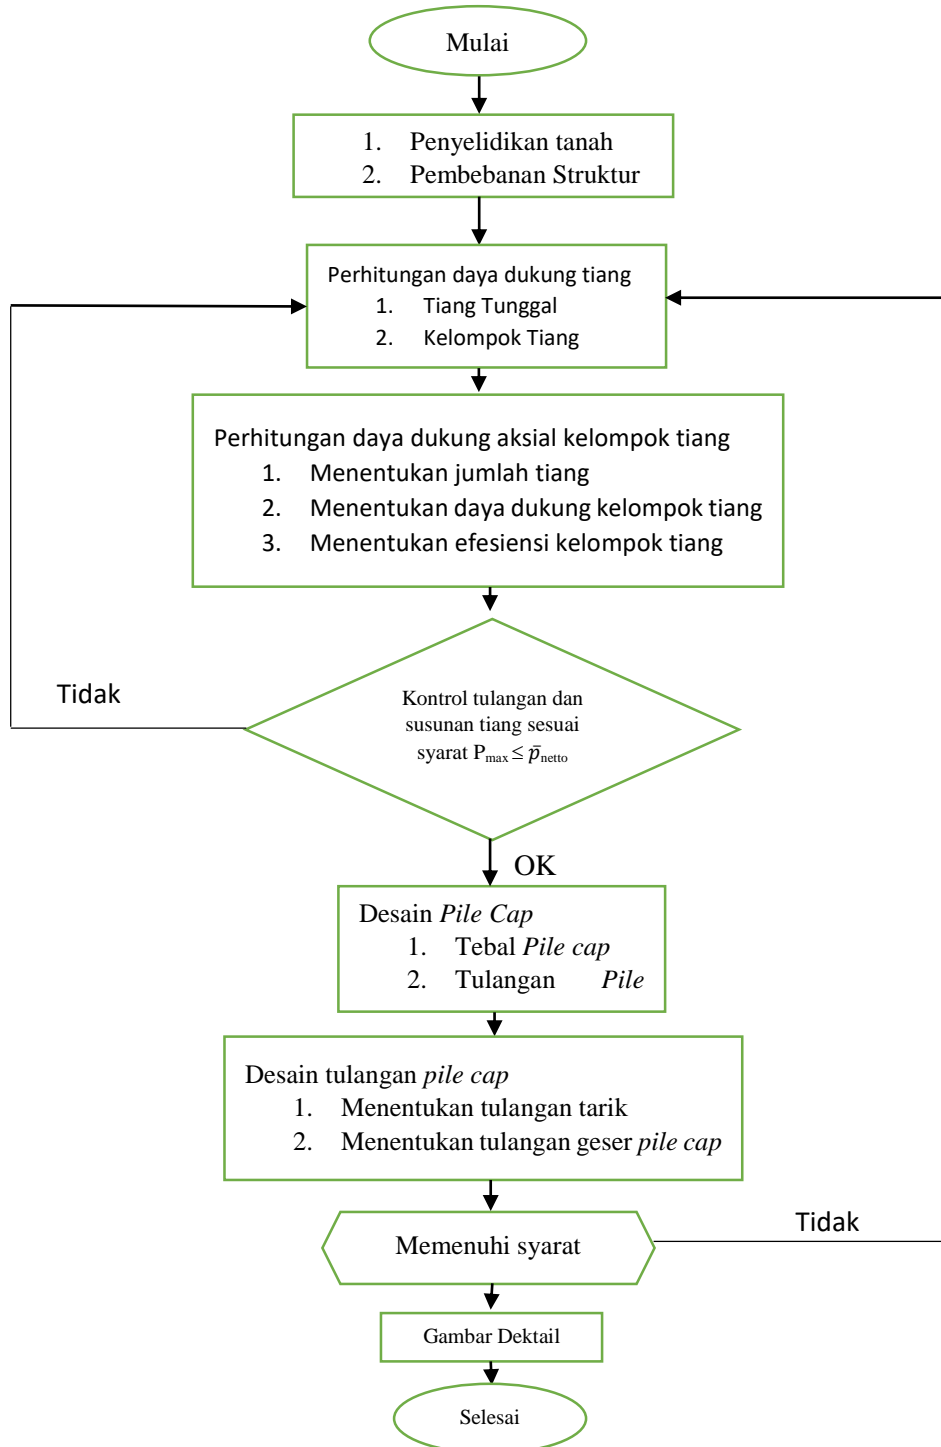 Mulai
1. Penyelidikan tanah
2. Pembebanan Struktur
Perhitungan daya dukung tiang
1. Tiang Tunggal
2. Kelompok Tiang
Perhitungan daya dukung aksial kelompok tiang
1. Menentukan jumlah tiang
2. Menentukan daya dukung kelompok tiang
3. Menentukan efesiensi kelompok tiang
Tidak
Kontrol tulangan dan
susunan tiang sesuai
syarat Pmax ≤ p̄netto
OK
Desain Pile Cap
1. Tebal Pile cap
2. Tulangan Pile
Desain tulangan pile cap
1. Menentukan tulangan tarik
2. Menentukan tulangan geser pile cap
Tidak
Memenuhi syarat
Gambar Dektail
Selesai